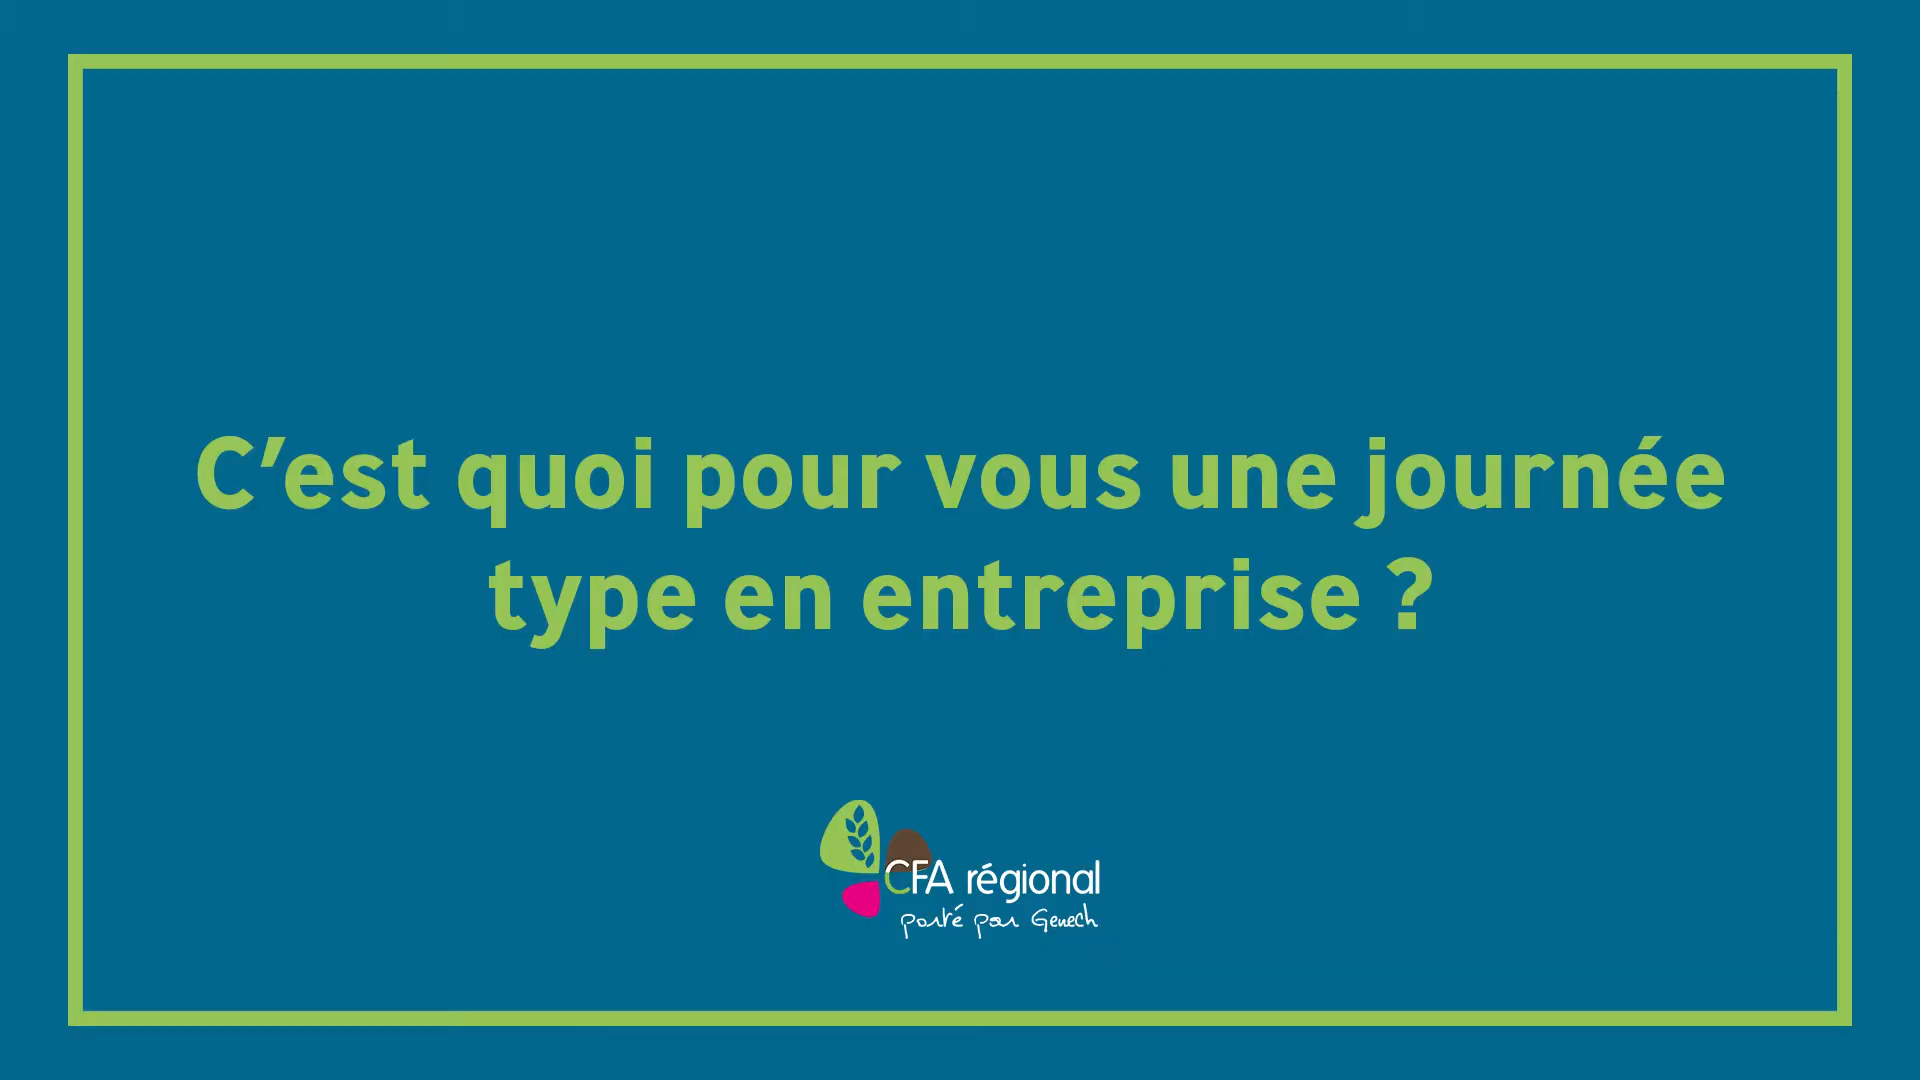 C’est quoi pour vous une journée
type en entreprise ?
CFA régional
porté par Genech